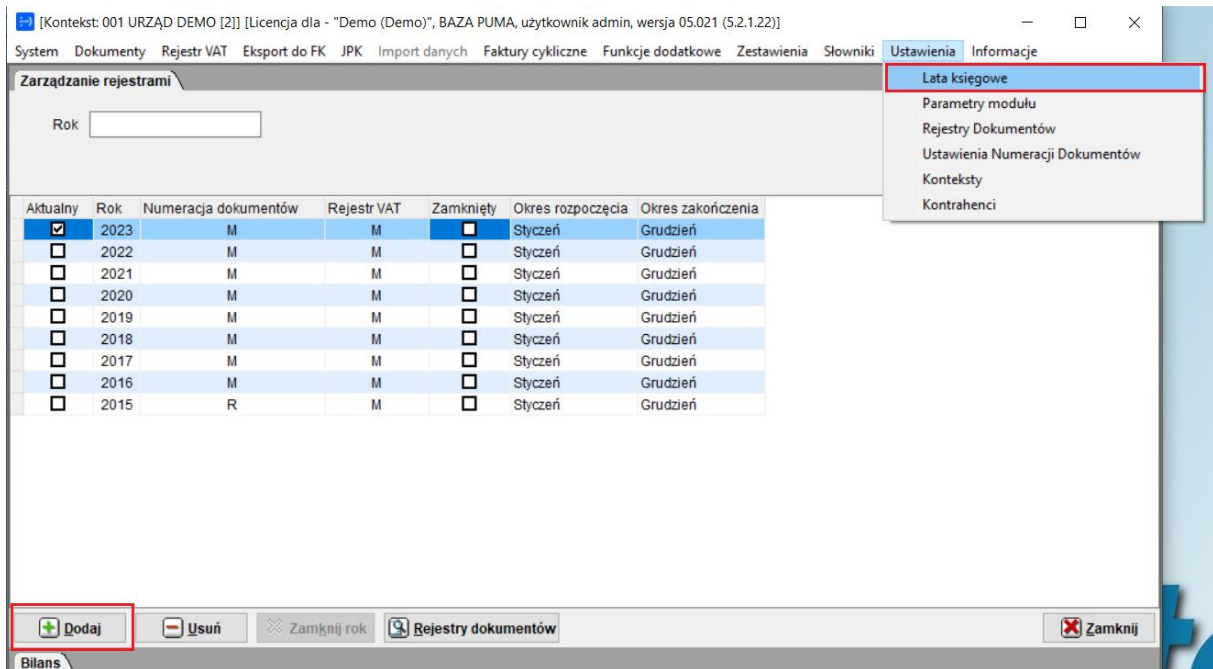 [Kontekst: 001 URZĄD DEMO [2]] [Licencja dla - "Demo (Demo)", BAZA PUMA, użytkownik admin, wersja 05.021 (5.2.1.22)]
System Dokumenty Rejestr VAT Eksport do FK JPK Import danych Faktury cykliczne Funkcje dodatkowe Zestawienia Słowniki Ustawienia Informacje
Zarządzanie rejestrami
Lata księgowe
Parametry modułu
Rejestry Dokumentów
Ustawienia Numeracji Dokumentów
Konteksty
Kontrahenci
Rok
Aktualny Rok Numeracja dokumentów Rejestr VAT Zamknięty Okres rozpoczęcia Okres zakończenia
2023 M M Styczeń Grudzień
2022 M M Styczeń Grudzień
2021 M M Styczeń Grudzień
2020 M M Styczeń Grudzień
2019 M M Styczeń Grudzień
2018 M M Styczeń Grudzień
2017 M M Styczeń Grudzień
2016 M M Styczeń Grudzień
2015 R M Styczeń Grudzień
Dodaj Usuń Zamknij rok Rejestry dokumentów Zamknij
Bilans